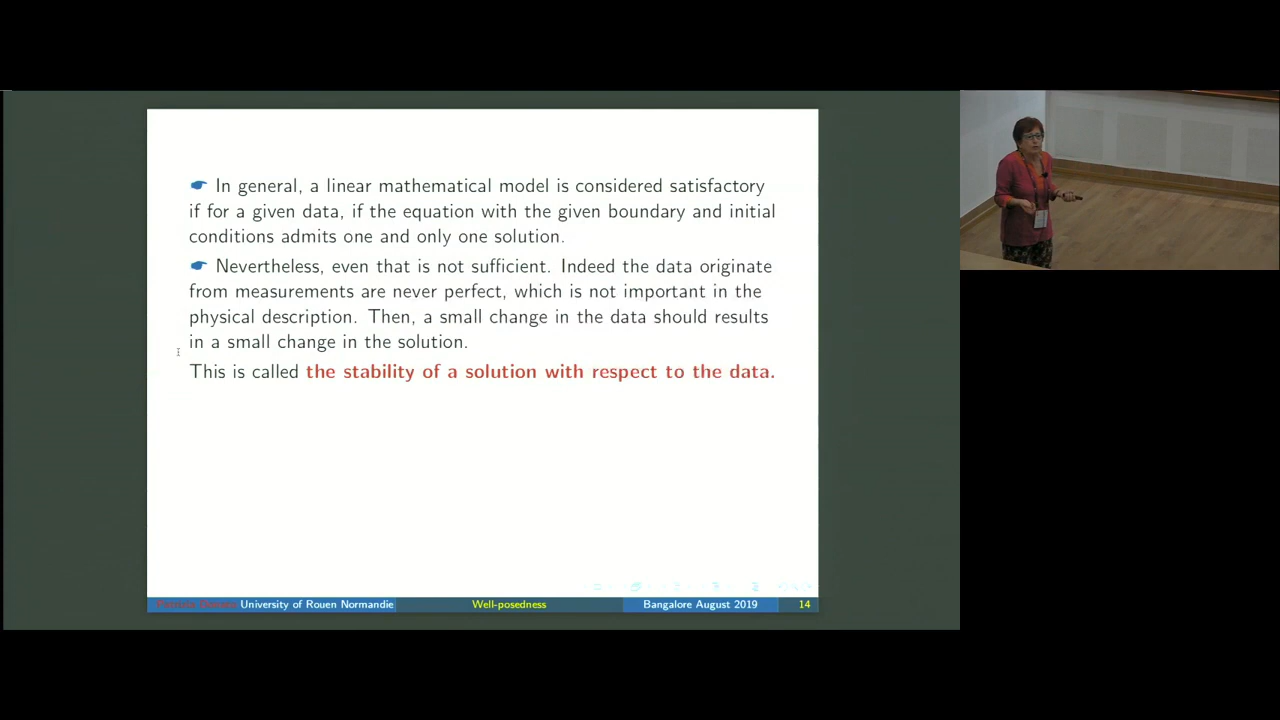 In general, a linear mathematical model is considered satisfactory
if for a given data, if the equation with the given boundary and initial
conditions admits one and only one solution.
Nevertheless, even that is not sufficient. Indeed the data originate
from measurements are never perfect, which is not important in the
physical description. Then, a small change in the data should results
in a small change in the solution.
This is called the stability of a solution with respect to the data.
University of Rouen Normandie Well-posedness Bangalore August 2019 14